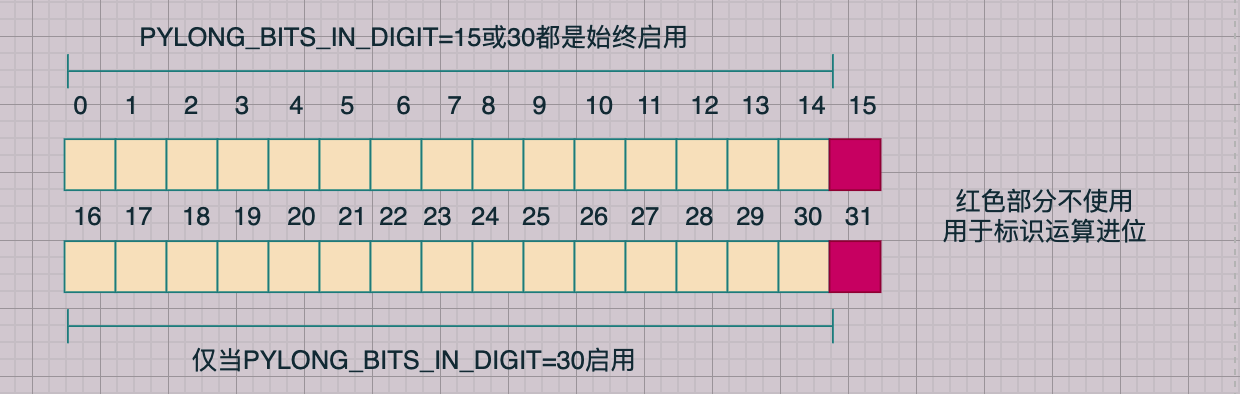 PYLONG_BITS_IN_DIGIT=15或30都是始终启用
0 1 2 3 4 5 6 7 8 9 10 11 12 13 14 15
16 17 18 19 20 21 22 23 24 25 26 27 28 29 30 31
红色部分不使用
用于标识运算进位
仅当PYLONG_BITS_IN_DIGIT=30启用